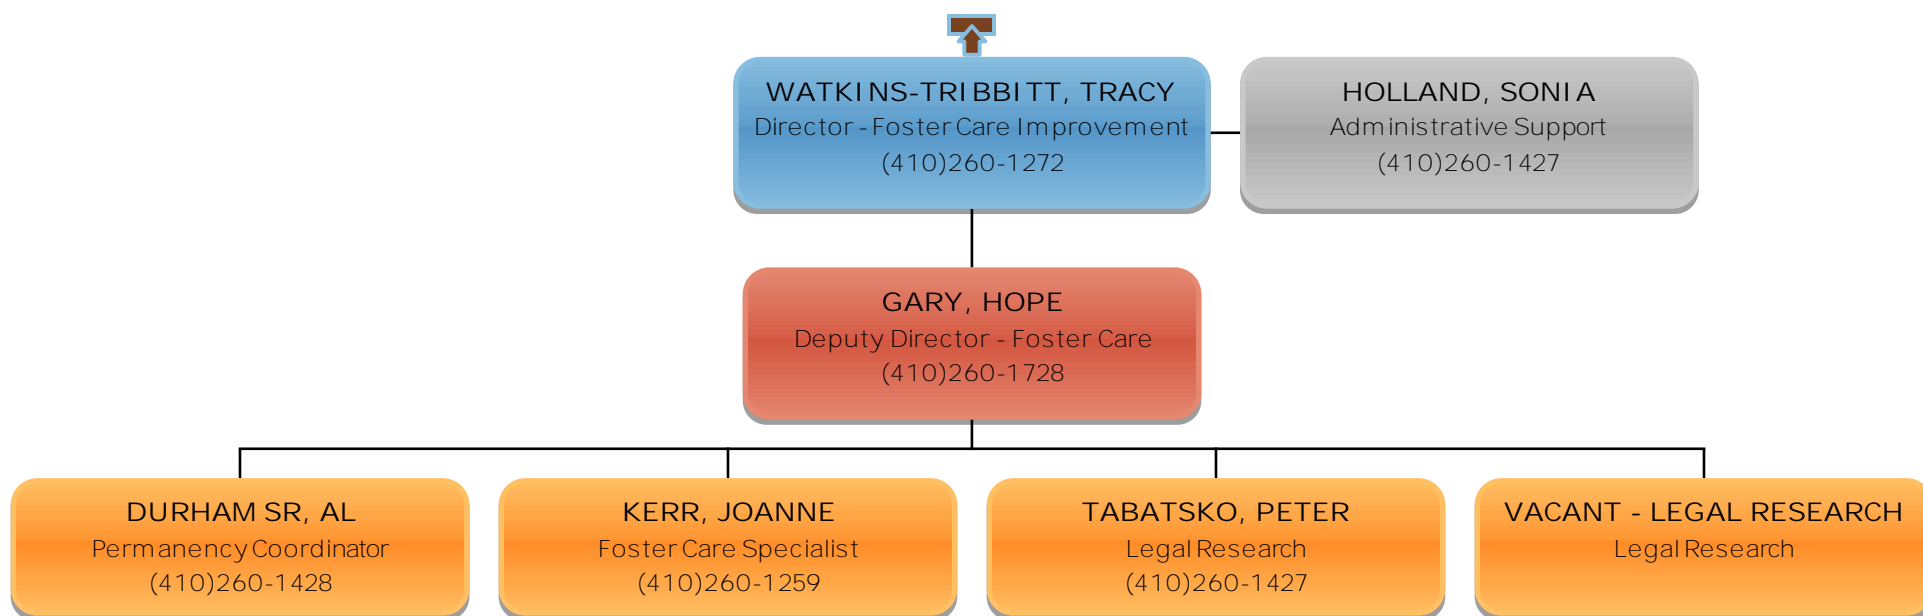 WATKINS-TRIBBITT, TRACY
Director - Foster Care Improvement
(410)260-1272
HOLLAND, SONIA
Administrative Support
(410)260-1427
GARY, HOPE
Deputy Director - Foster Care
(410)260-1728
DURHAM SR, AL
Permanency Coordinator
(410)260-1428
KERR, JOANNE
Foster Care Specialist
(410)260-1259
TABATSKO, PETER
Legal Research
(410)260-1427
VACANT - LEGAL RESEARCH
Legal Research